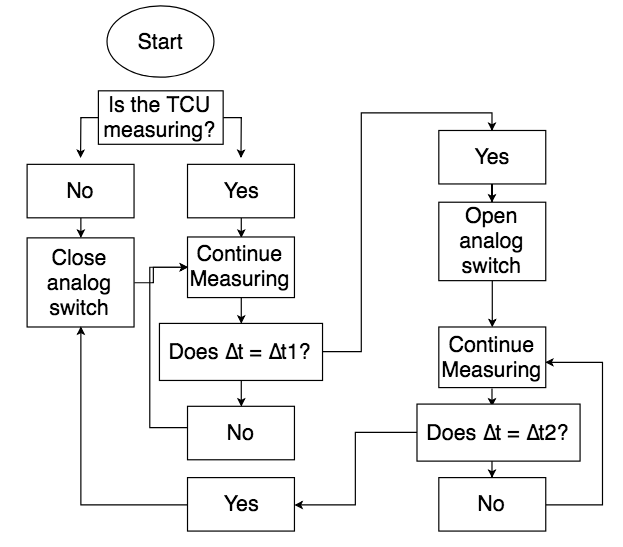 Start
Is the TCU
measuring?
No
Yes
Close
analog
switch
Continue
Measuring
Does Δt = Δt1?
No
Yes
Yes
Open
analog
switch
Continue
Measuring
Does Δt = Δt2?
No